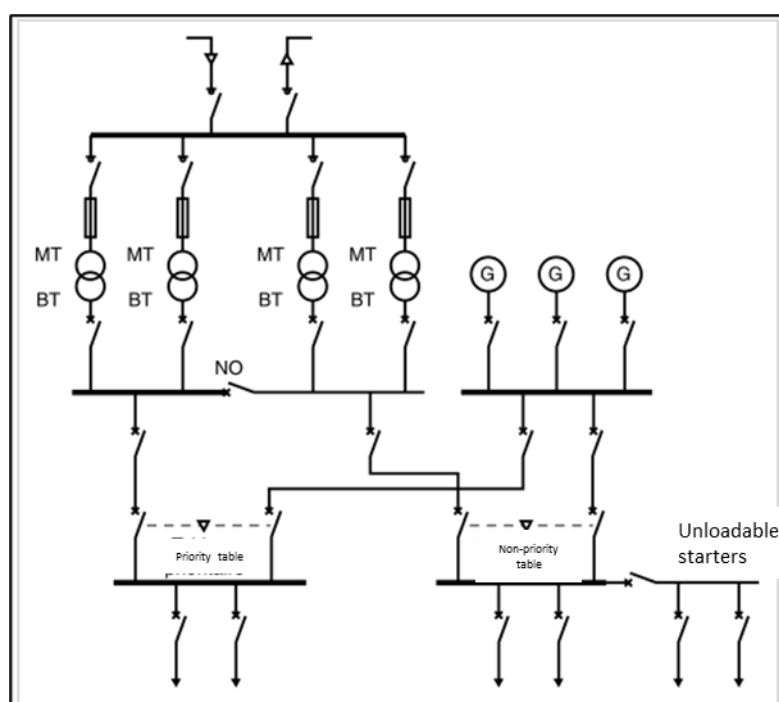 MT
MT
MT
MT
BT
BT
BT
BT
G
G
G
NO
Unloadable
starters
Priority table
Non-priority
table